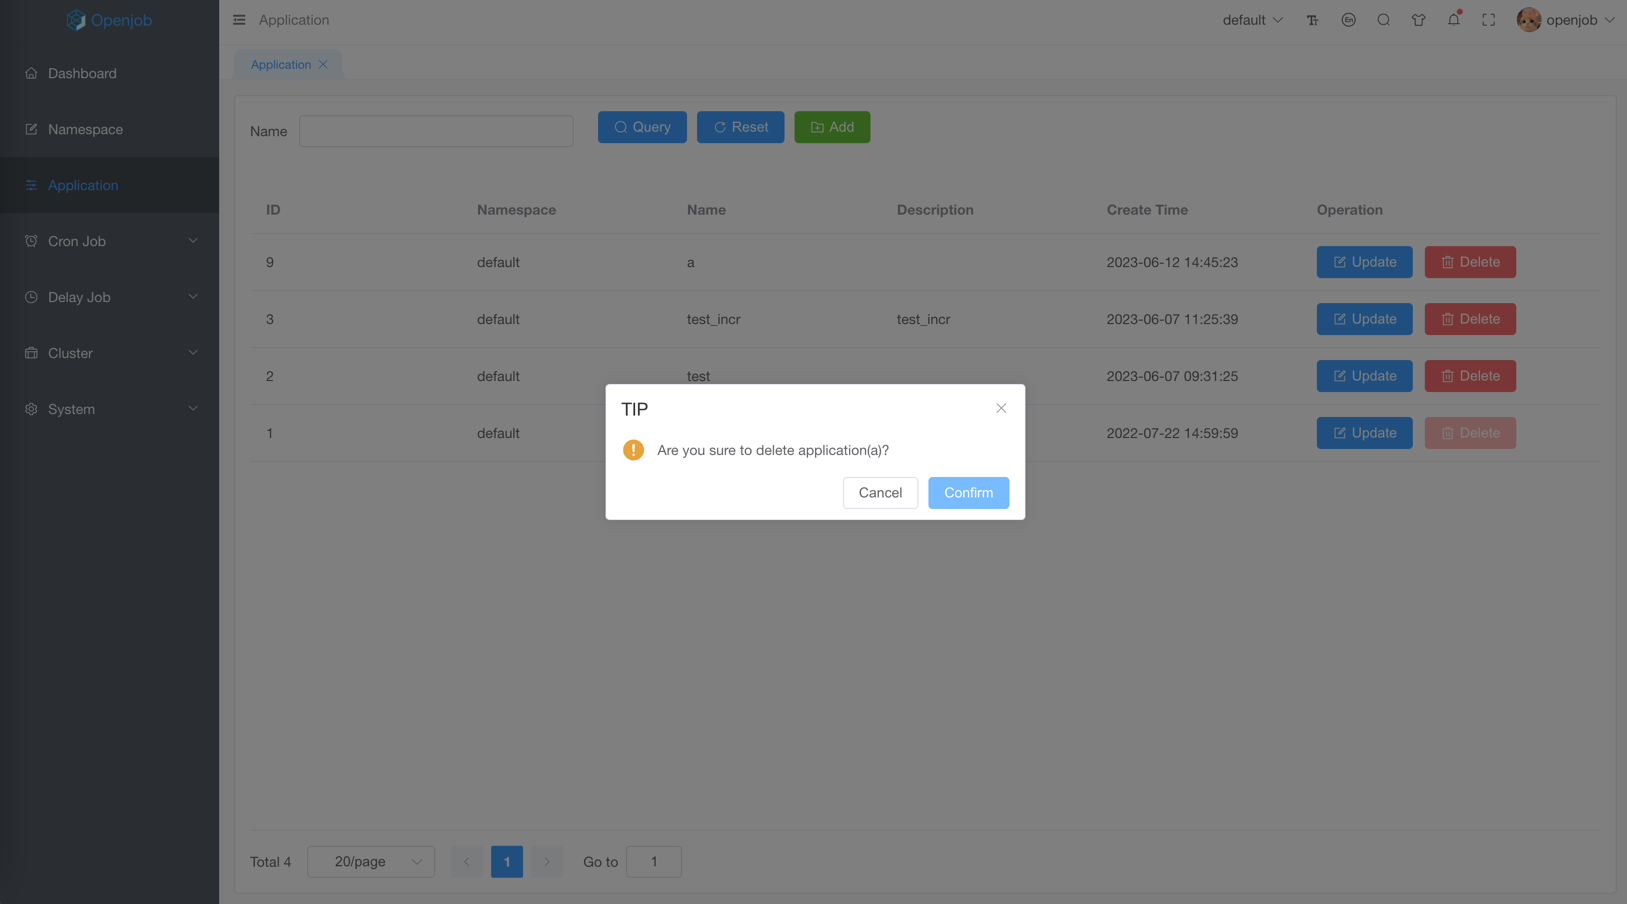 Openjob
Application
default
Tr
En
openjob
Dashboard
Namespace
Application
Cron Job
Delay Job
Cluster
System
Application
Name
Query
Reset
Add
ID Namespace Name Description Create Time Operation
9 default a 2023-06-12 14:45:23 Update Delete
3 default test_incr test_incr 2023-06-07 11:25:39 Update Delete
2 default test 2023-06-07 09:31:25 Update Delete
1 default 2022-07-22 14:59:59 Update Delete
TIP
Are you sure to delete application(a)?
Cancel Confirm
Total 4 20/page 1 Go to 1